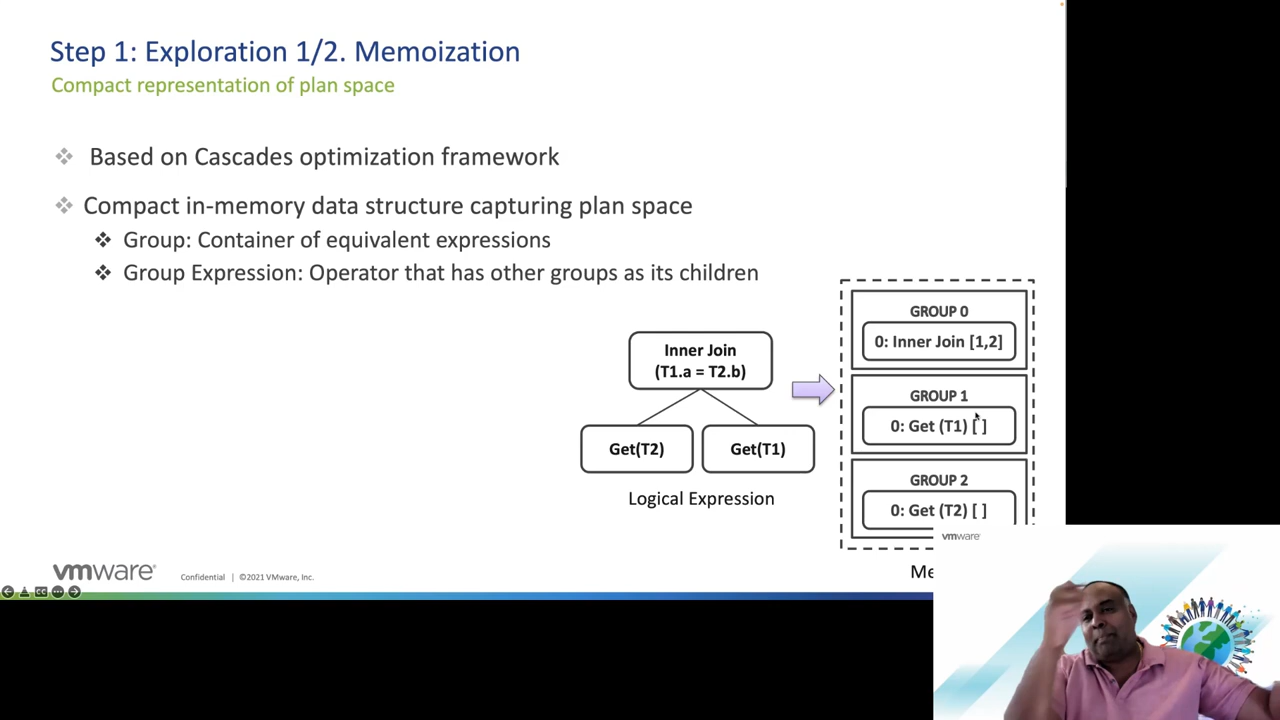 Step 1: Exploration 1/2. Memoization
Compact representation of plan space
Based on Cascades optimization framework
Compact in-memory data structure capturing plan space
Group: Container of equivalent expressions
Group Expression: Operator that has other groups as its children
Inner Join
(T1.a = T2.b)
Get(T2)
Get(T1)
Logical Expression
GROUP 0
0: Inner Join [1,2]
GROUP 1
0: Get (T1) [ ]
GROUP 2
0: Get (T2) [ ]
vmware
vmware® Confidential | ©2021 VMware, Inc.
CC